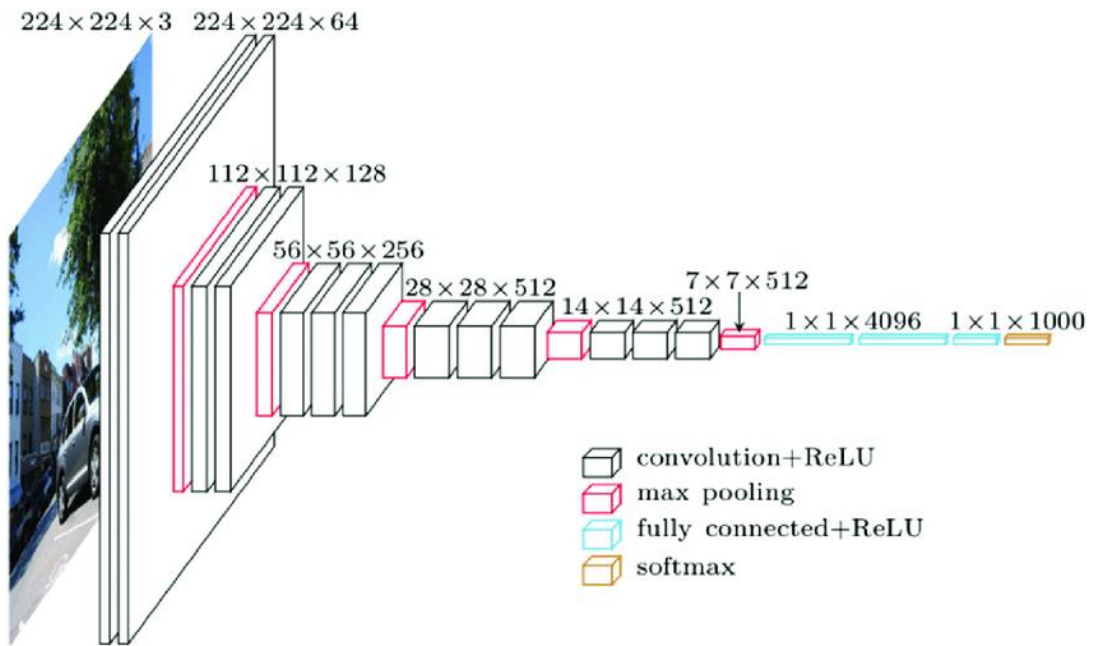 224 × 224 × 3
224 × 224 × 64
112 × 112 × 128
56 × 56 × 256
28 × 28 × 512
14 × 14 × 512
7 × 7 × 512
1 × 1 × 4096
1 × 1 × 1000
convolution+ReLU
max pooling
fully connected+ReLU
softmax